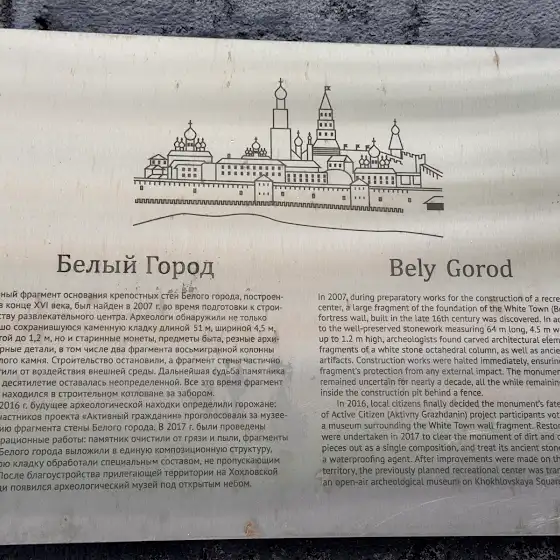 Белый Город
ный фрагмент основания крепостных стен Белого города, построен-
в конце XVI века, был найден в 2007 г. во время подготовки к строи-
ству развлекательного центра. Археологи обнаружили не только
шо сохранившуюся каменную кладку длиной 51 м, шириной 4,5 м,
той до 1,2 м, но и старинные монеты, предметы быта, резные архи-
рные детали, в том числе два фрагмента восьмигранной колонны
лого камня. Строительство остановили, а фрагмент стены частично
тили от воздействия внешней среды. Дальнейшая судьба памятника
десятилетие оставалась неопределенной. Все это время фрагмент
находился в строительном котловане за забором.
2016 г. будущее археологической находки определили горожане:
частников проекта «Активный гражданин» проголосовали за музее-
ию фрагмента стены Белого города. В 2017 г. были проведены
рационные работы: памятник очистили от грязи и пыли, фрагменты
Белого города выложили в единую композиционную структуру,
ую кладку обработали специальным составом, не пропускающим
После благоустройства прилегающей территории на Хохловской
ди появился археологический музей под открытым небом.
Bely Gorod
In 2007, during preparatory works for the construction of a recre
center, a large fragment of the foundation of the White Town (B
fortress wall, built in the late 16th century was discovered. In ad
to the well-preserved stonework measuring 64 m long, 4.5 m w
up to 1.2 m high, archeologists found carved architectural elem
fragments of a white stone octahedral column, as well as ancie
artifacts. Construction works were halted immediately, ensuring
fragment's protection from any external impact. The monumen
remained uncertain for nearly a decade, all the while remaining
inside the construction pit behind a fence.
In 2016, local citizens finally decided the monument's fate
of Active Citizen (Aktivny Grazhdanin) project participants vot
a museum surrounding the White Town wall fragment. Restor
were undertaken in 2017 to clear the monument of dirt and d
pieces out as a single composition, and treat its ancient stone
a waterproofing agent. After improvements were made on th
territory, the previously planned recreational center was tra
an open-air archeological museum on Khokhlovskaya Squar